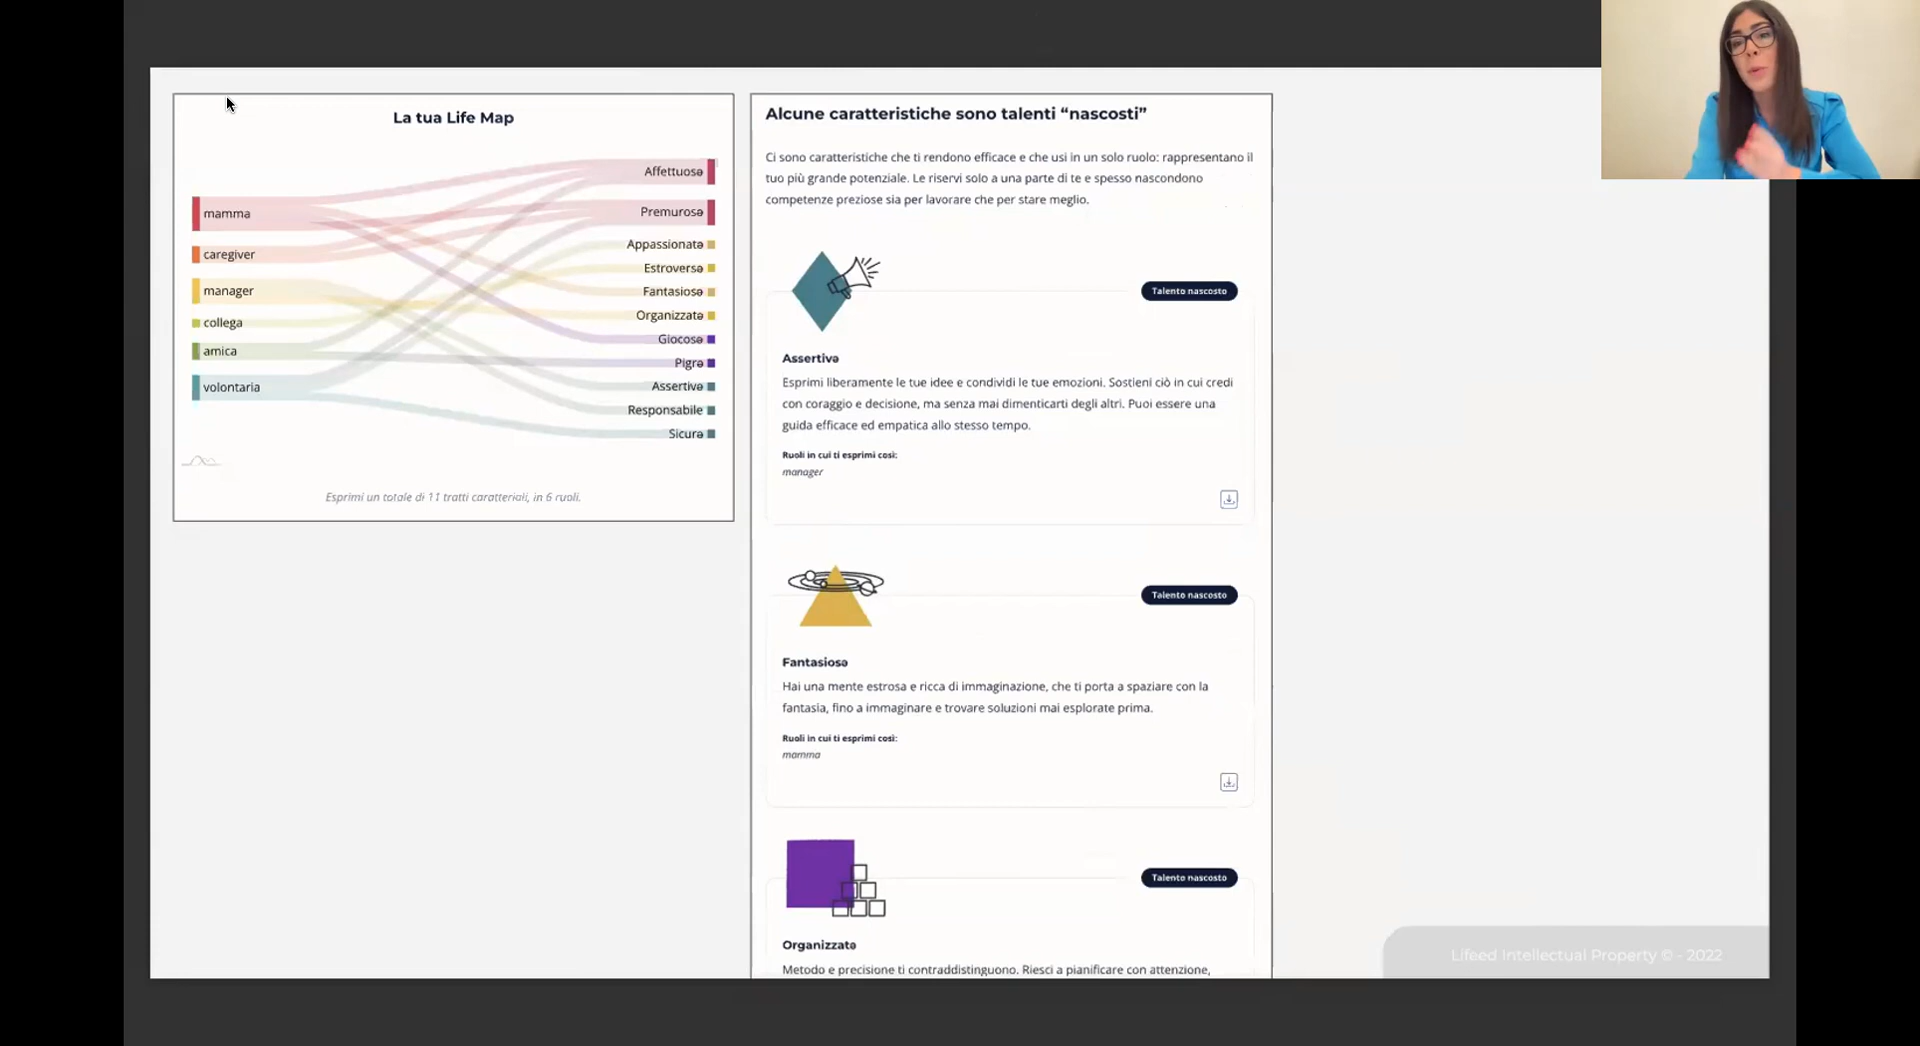 La tua Life Map
mamma
caregiver
manager
collega
amica
volontaria
Affettuosə
Premurosə
Appassionatə
Estroversə
Fantasiosə
Organizzatə
Giocosə
Pigrə
Assertivə
Responsabile
Sicurə
Esprimi un totale di 11 tratti caratteriali, in 6 ruoli.
Alcune caratteristiche sono talenti “nascosti”
Ci sono caratteristiche che ti rendono efficace e che usi in un solo ruolo: rappresentano il
tuo più grande potenziale. Le riservi solo a una parte di te e spesso nascondono
competenze preziose sia per lavorare che per stare meglio.
Talento nascosto
Assertivə
Esprimi liberamente le tue idee e condividi le tue emozioni. Sostieni ciò in cui credi
con coraggio e decisione, ma senza mai dimenticarti degli altri. Puoi essere una
guida efficace ed empatica allo stesso tempo.
Ruoli in cui ti esprimi così:
manager
Talento nascosto
Fantasiosə
Hai una mente estrosa e ricca di immaginazione, che ti porta a spaziare con la
fantasia, fino a immaginare e trovare soluzioni mai esplorate prima.
Ruoli in cui ti esprimi così:
mamma
Talento nascosto
Organizzatə
Metodo e precisione ti contraddistinguono. Riesci a pianificare con attenzione,
Lifeed Intellectual Property © - 2022